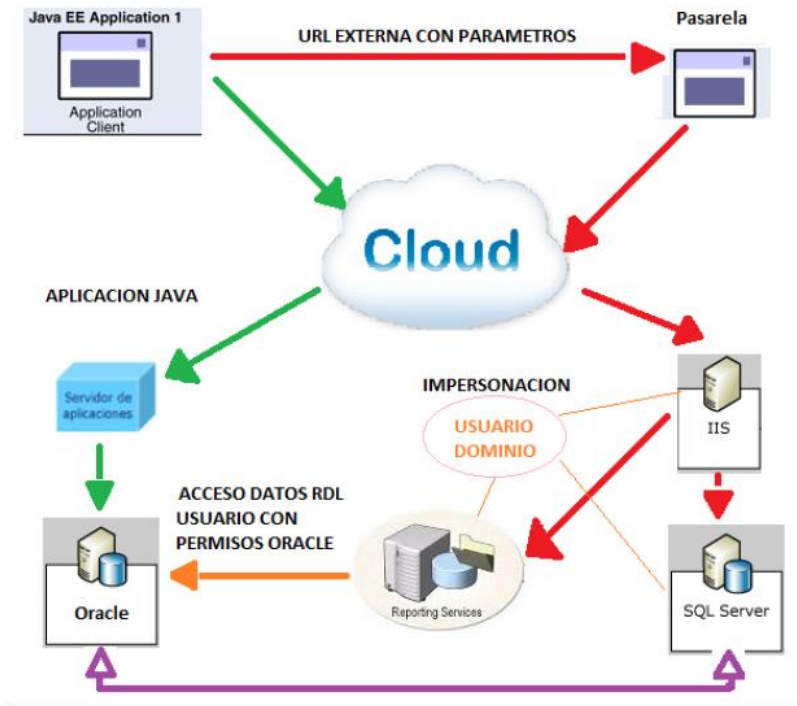 Java EE Application 1
Application
Client
URL EXTERNA CON PARAMETROS
Pasarela
Cloud
APLICACION JAVA
Servidor de
aplicaciones
IMPERSONACION
USUARIO
DOMINIO
IIS
ACCESO DATOS RDL
USUARIO CON
PERMISOS ORACLE
Oracle
Reporting Services
SQL Server